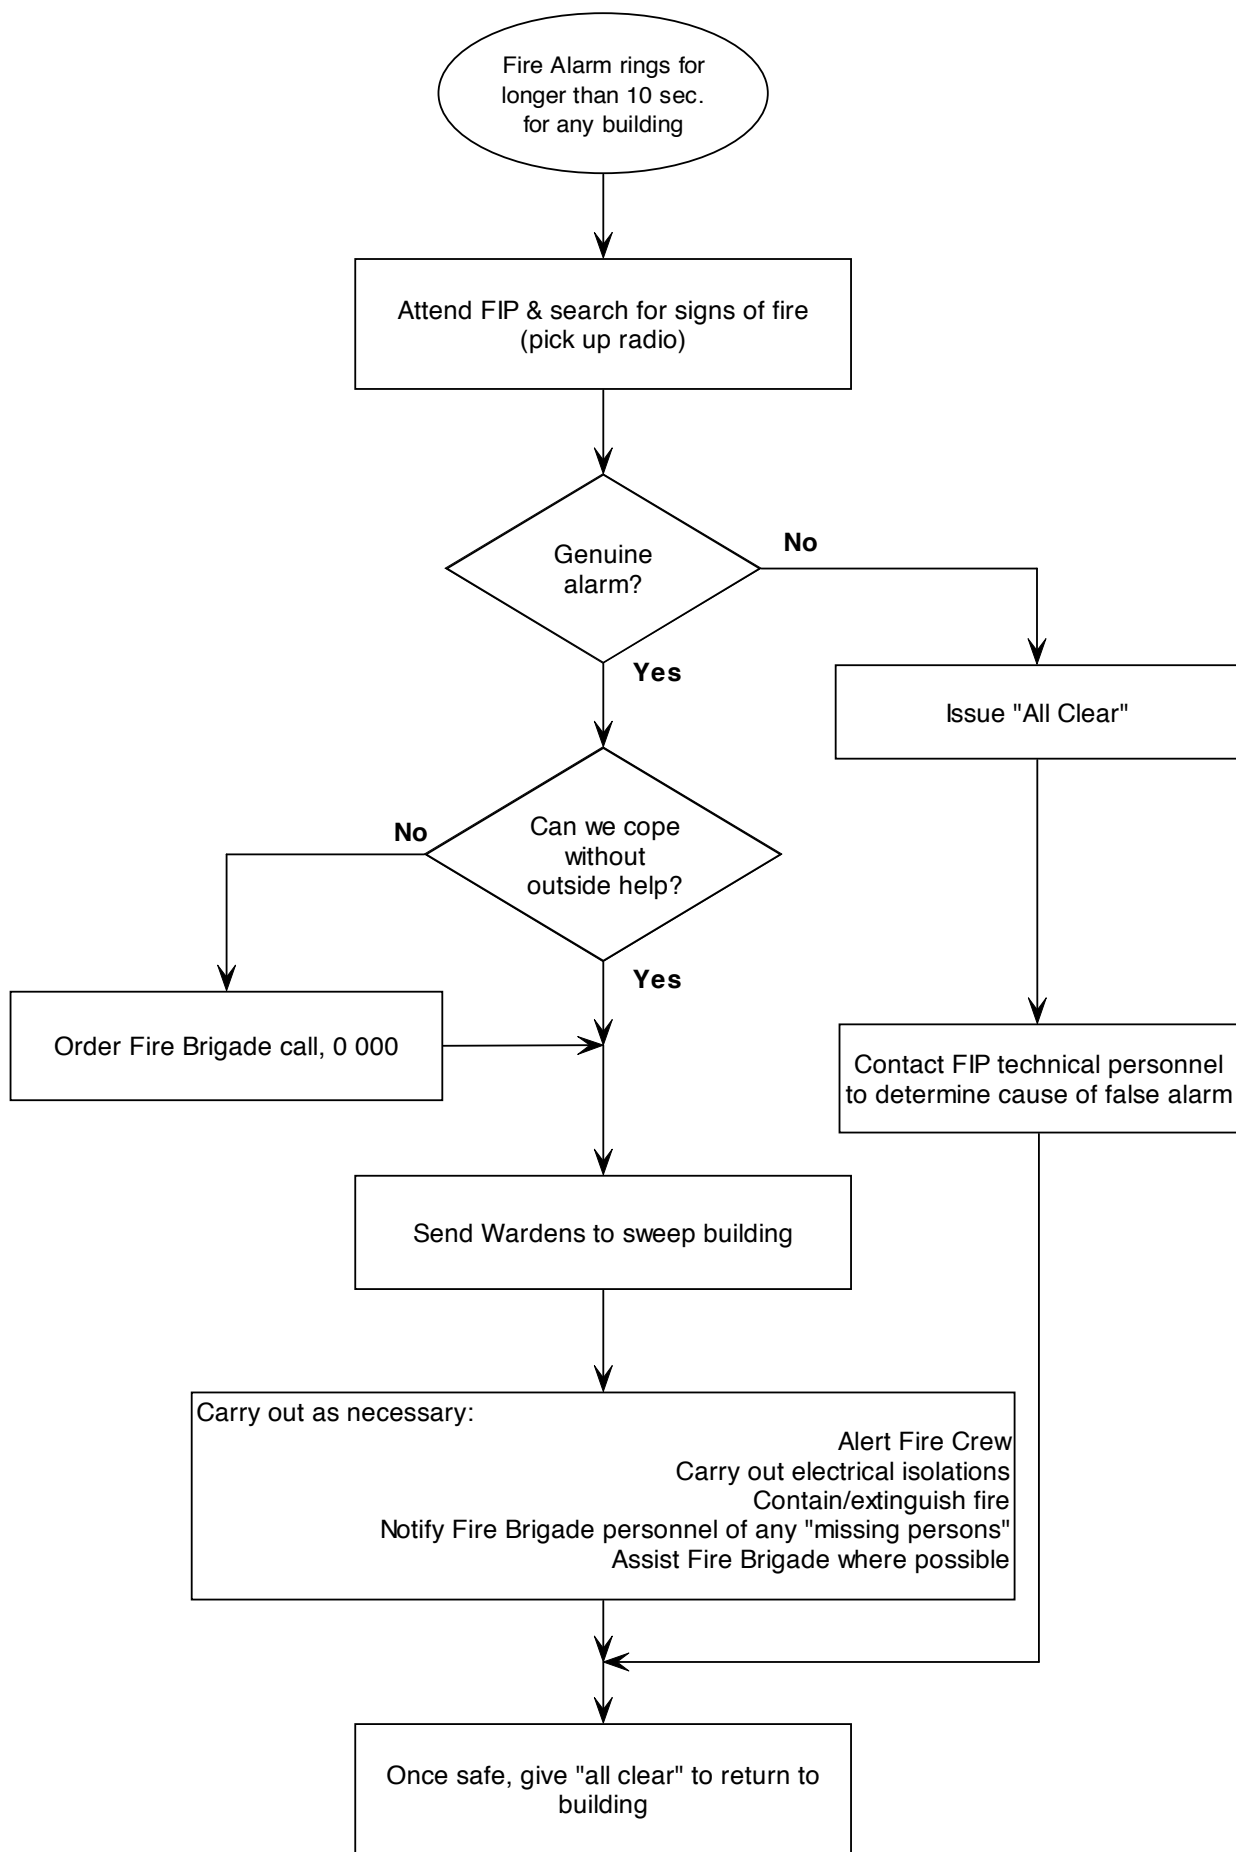 Fire Alarm rings for
longer than 10 sec.
for any building
Attend FIP & search for signs of fire
(pick up radio)
Genuine
alarm?
No
Yes
Issue "All Clear"
Can we cope
without
outside help?
No
Yes
Order Fire Brigade call, 0 000
Contact FIP technical personnel
to determine cause of false alarm
Send Wardens to sweep building
Carry out as necessary:
Alert Fire Crew
Carry out electrical isolations
Contain/extinguish fire
Notify Fire Brigade personnel of any "missing persons"
Assist Fire Brigade where possible
Once safe, give "all clear" to return to
building